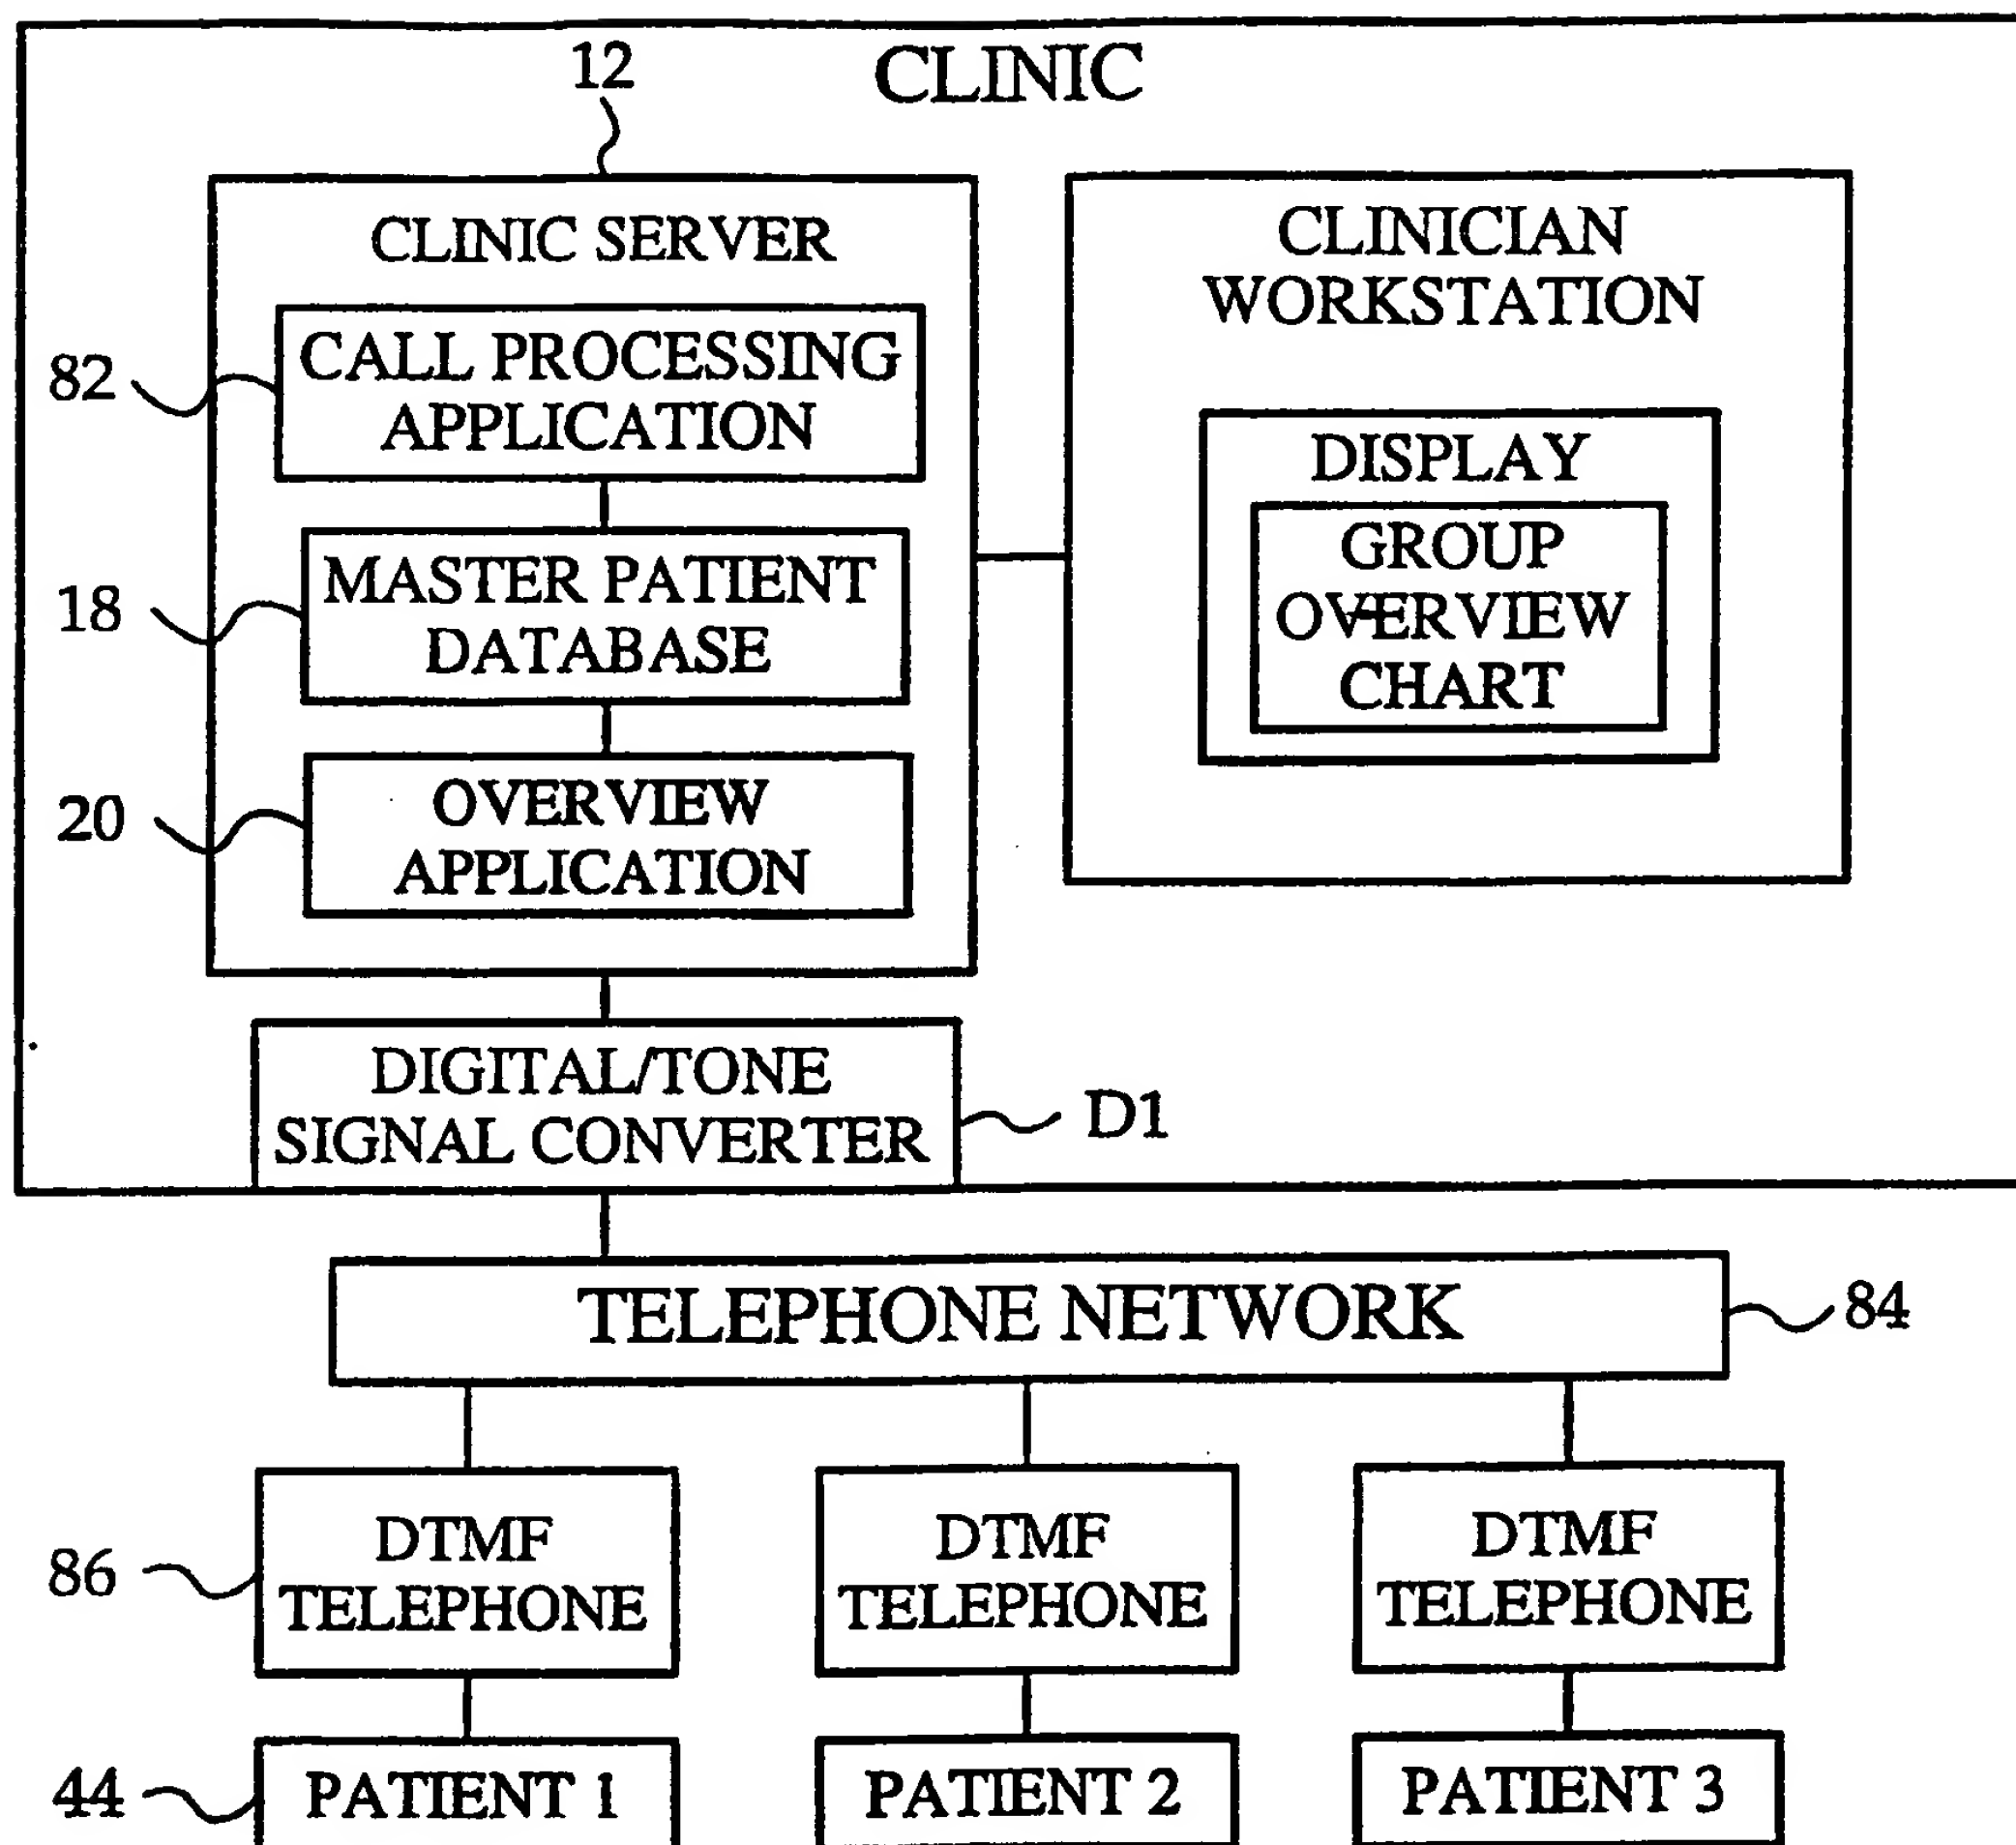 CLINIC
12
CLINIC SERVER
82
CALL PROCESSING
APPLICATION
18
MASTER PATIENT
DATABASE
20
OVERVIEW
APPLICATION
CLINICIAN
WORKSTATION
DISPLAY
GROUP
OVERVIEW
CHART
DIGITAL/TONE
SIGNAL CONVERTER
D1
TELEPHONE NETWORK
84
86
DTMF
TELEPHONE
DTMF
TELEPHONE
DTMF
TELEPHONE
44
PATIENT 1
PATIENT 2
PATIENT 3